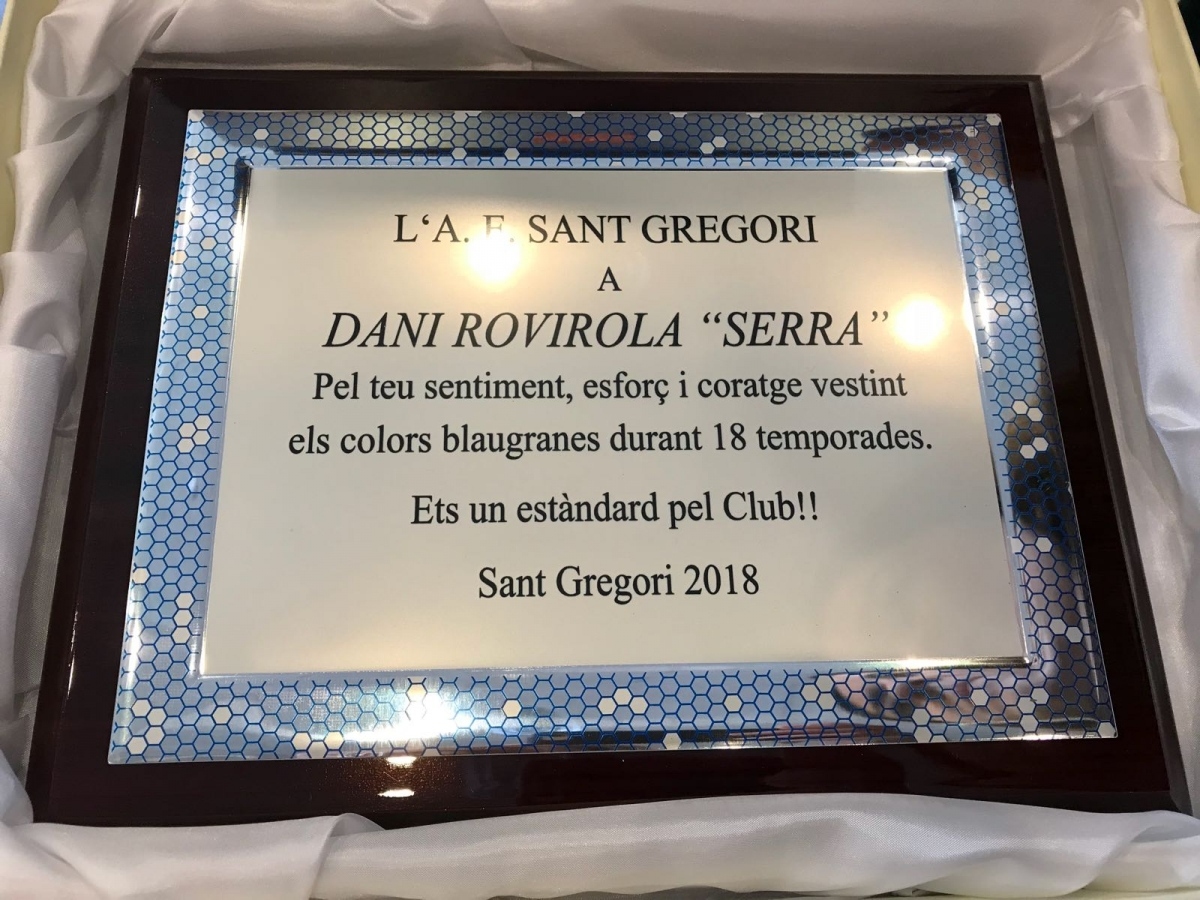 L‘A. E. SANT GREGORI
A
DANI ROVIROLA “SERRA”
Pel teu sentiment, esforç i coratge vestint
els colors blaugranes durant 18 temporades.
Ets un estàndard pel Club!!
Sant Gregori 2018